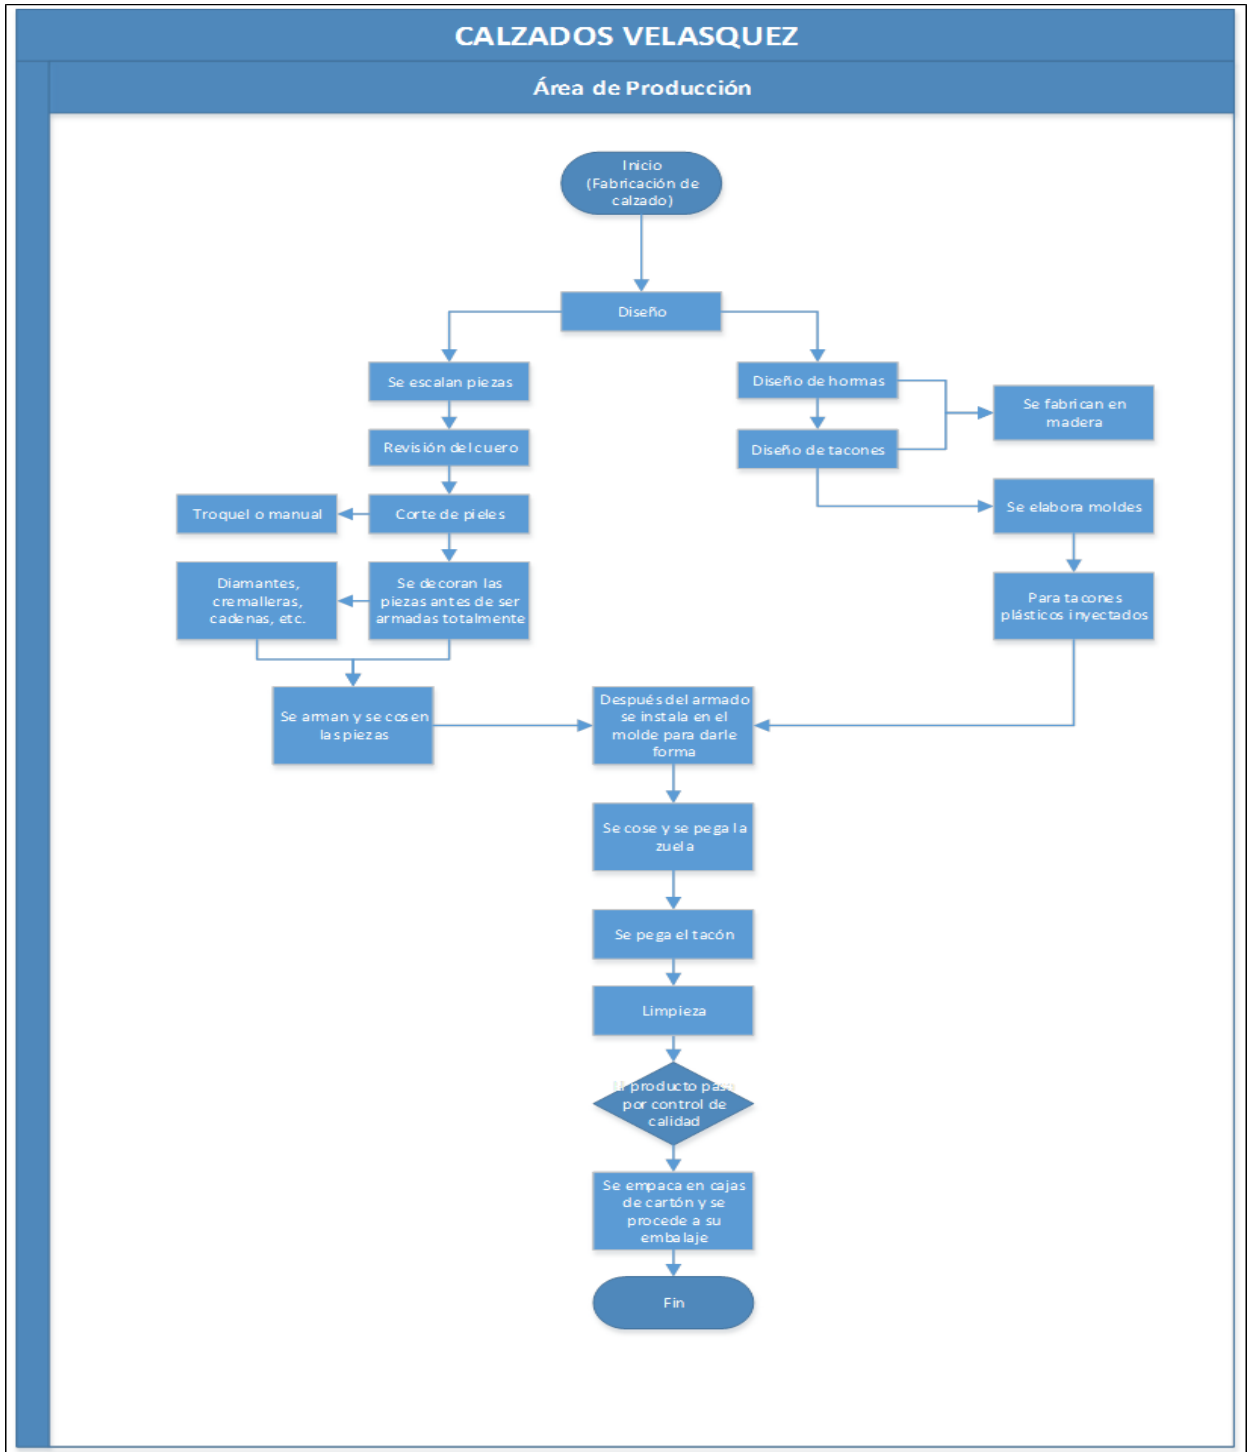 CALZADOS VELASQUEZ
Área de Producción
Inicio
(Fabricación de
calzado)
Diseño
Se escalan piezas
Diseño de hormas
Se fabrican en
madera
Revisión del cuero
Diseño de tacones
Troquel o manual
Corte de pieles
Se elabora moldes
Diamantes,
cremalleras,
cadenas, etc.
Se decoran las
piezas antes de ser
armadas totalmente
Para tacones
plásticos inyectados
Se arman y se cosen
las piezas
Después del armado
se instala en el
molde para darle
forma
Se cose y se pega la
zuela
Se pega el tacón
Limpieza
El producto pasa
por control de
calidad
Se empaca en cajas
de cartón y se
procede a su
embalaje
Fin